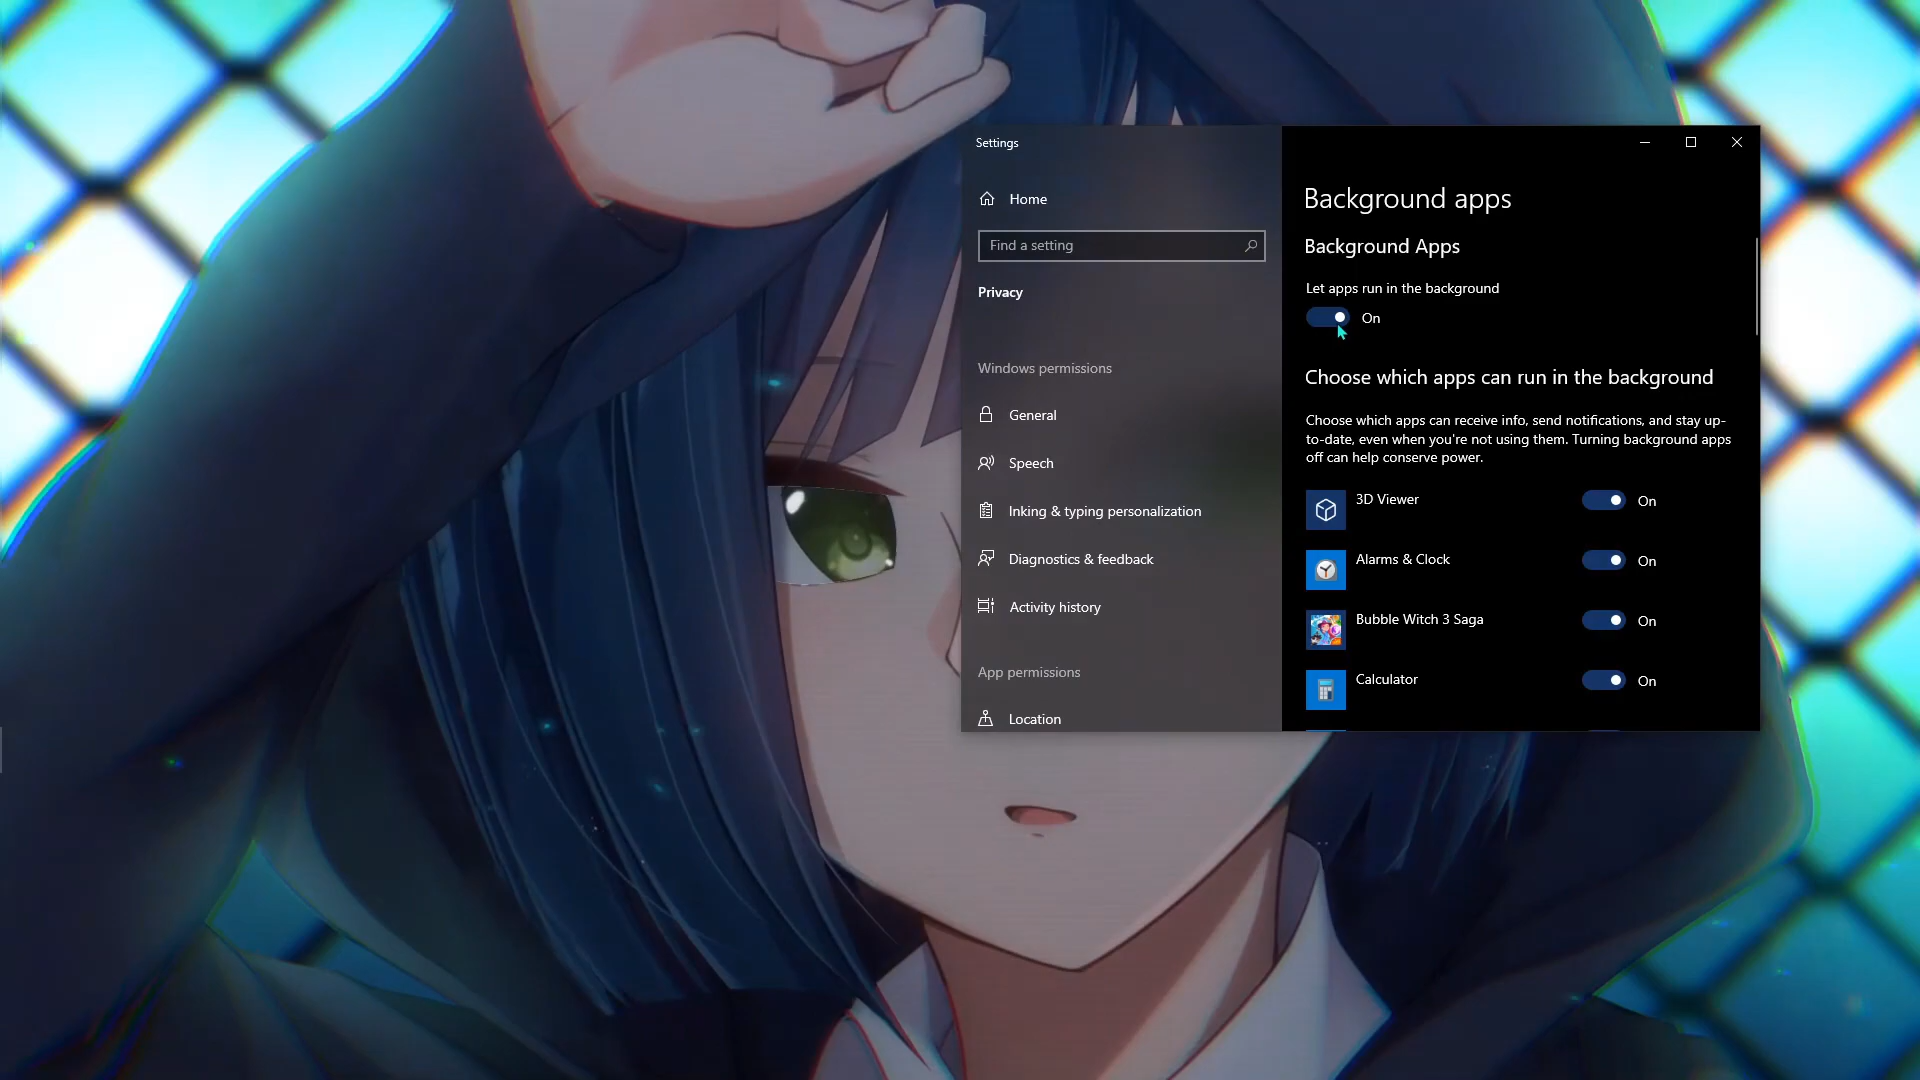 Settings
Home
Find a setting
Privacy
Windows permissions
General
Speech
Inking & typing personalization
Diagnostics & feedback
Activity history
App permissions
Location
Background apps
Background Apps
Let apps run in the background
On
Choose which apps can run in the background
Choose which apps can receive info, send notifications, and stay up-
to-date, even when you're not using them. Turning background apps
off can help conserve power.
3D Viewer On
Alarms & Clock On
Bubble Witch 3 Saga On
Calculator On